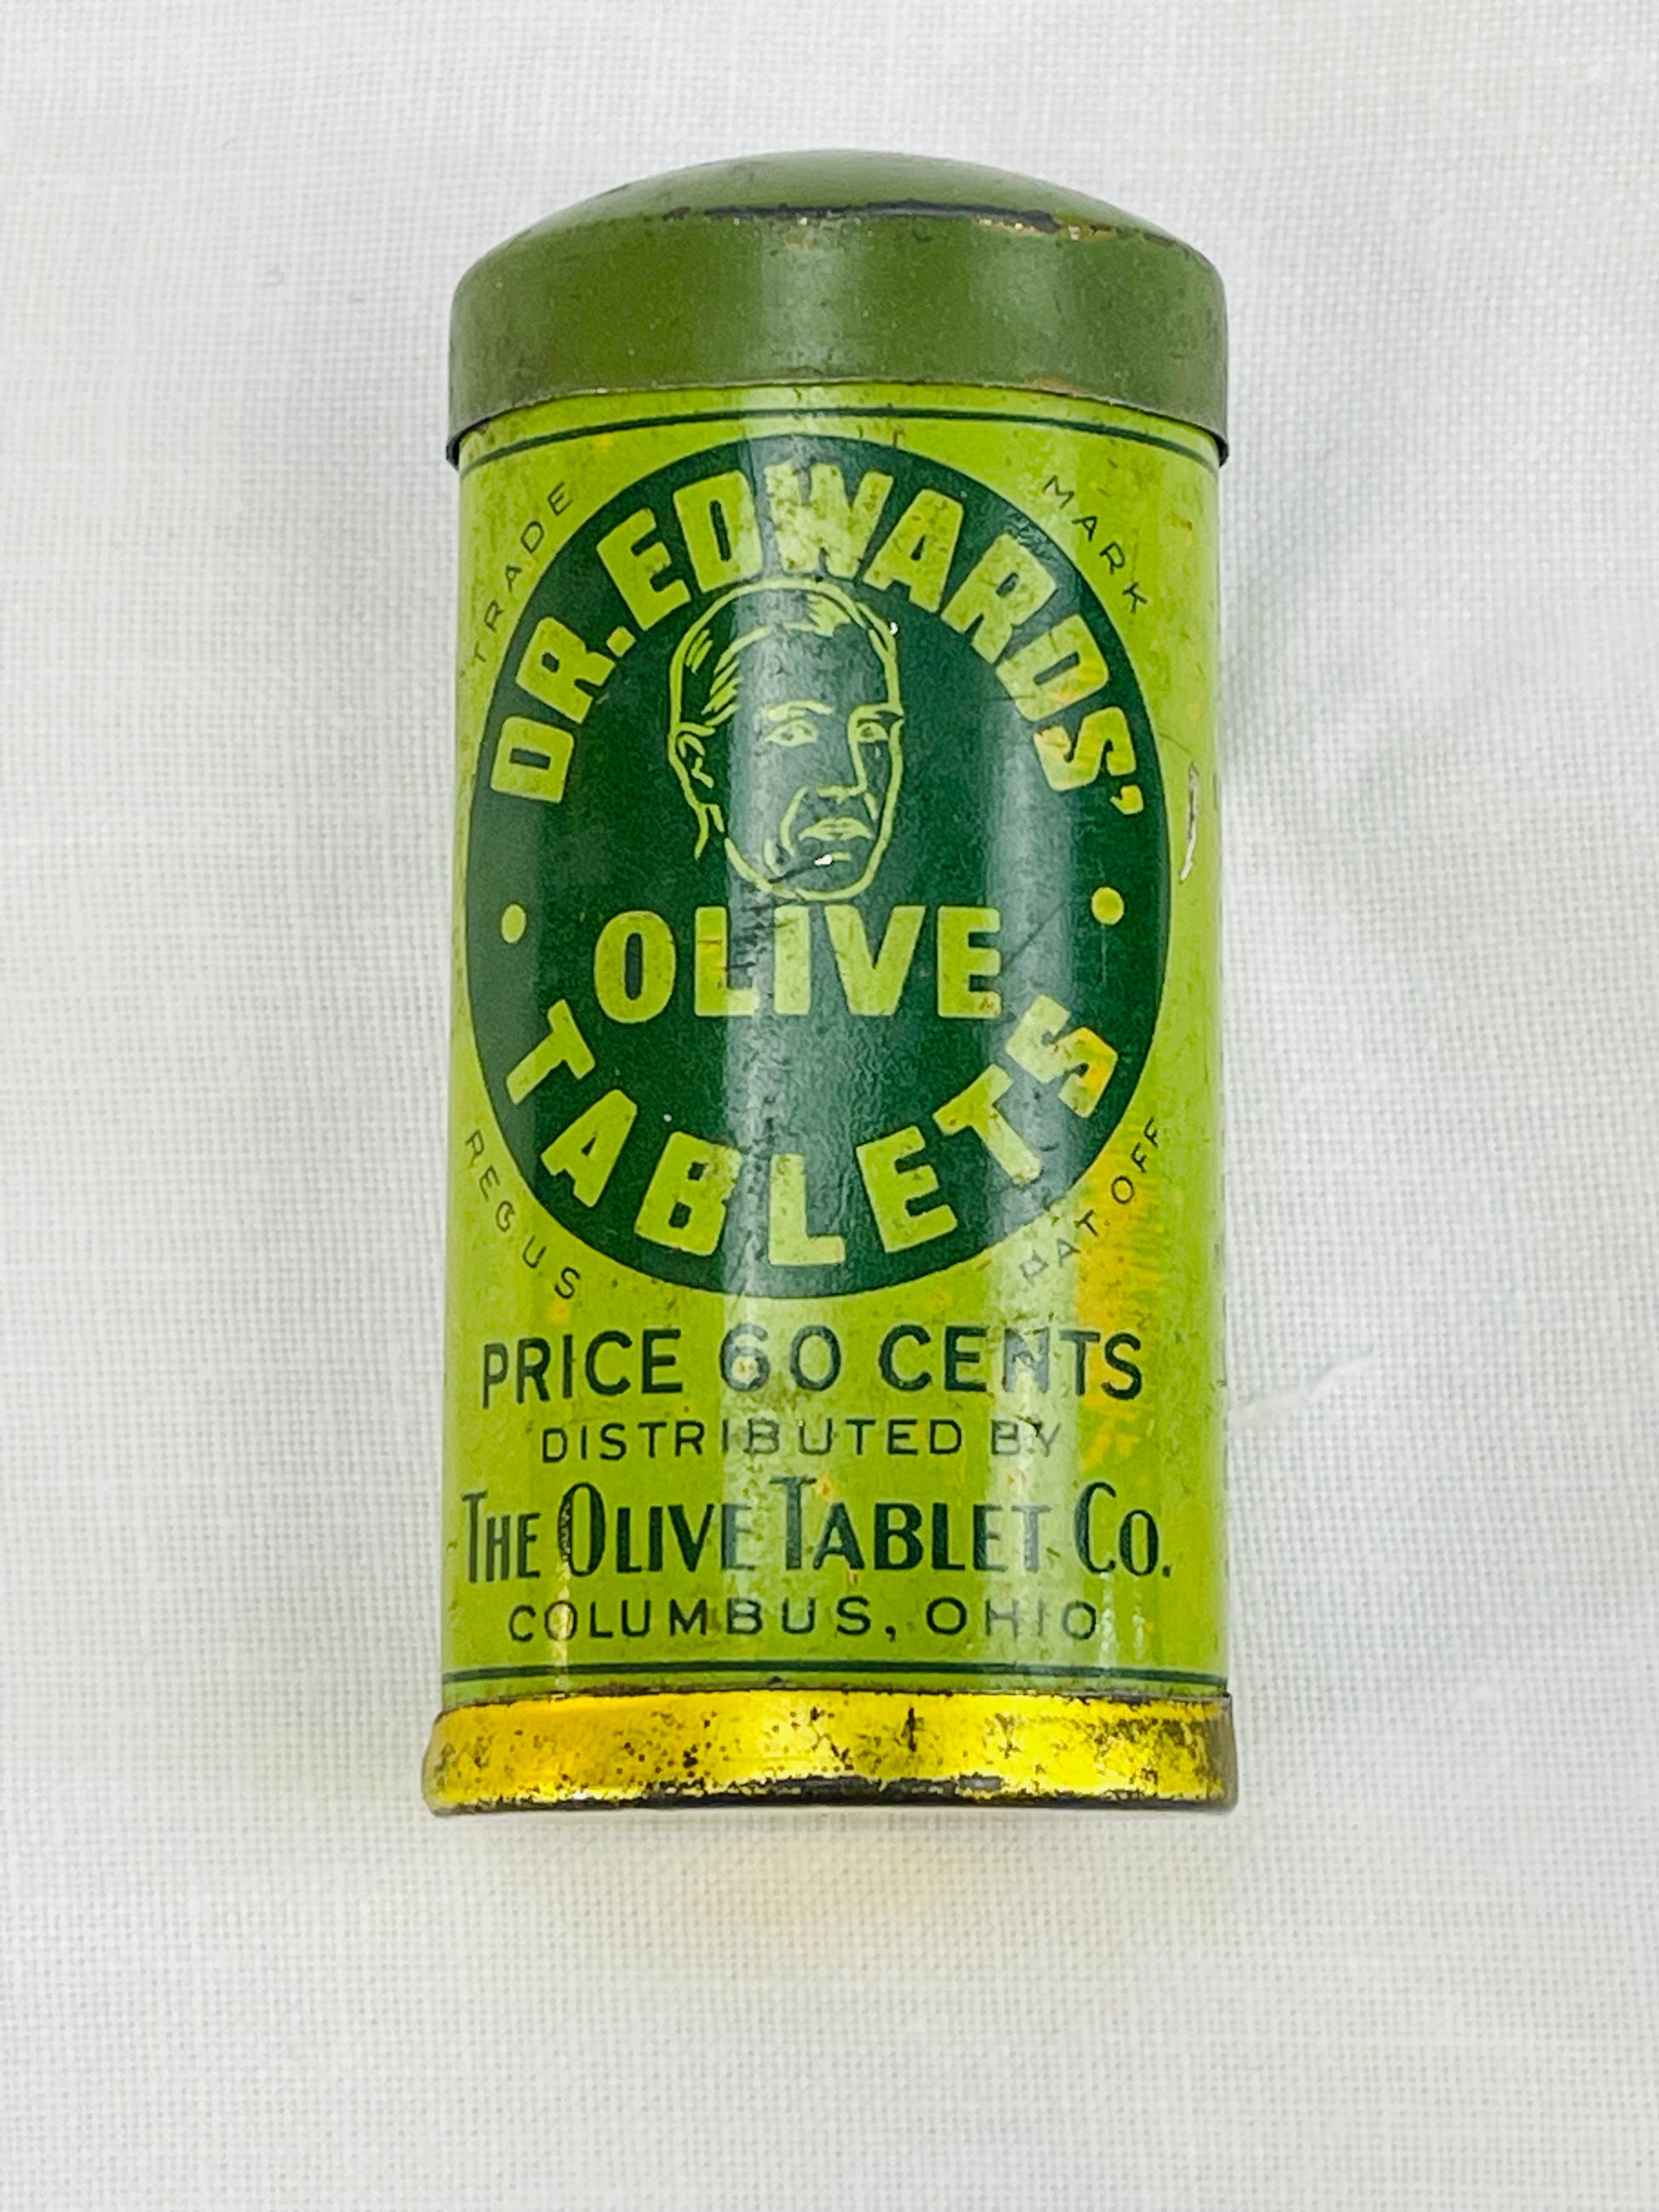 TRADE MARK
DR. EDWARDS'
OLIVE
TABLETS
REG US PAT. OFF
PRICE 60 CENTS
DISTRIBUTED BY
THE OLIVE TABLET CO.
COLUMBUS, OHIO